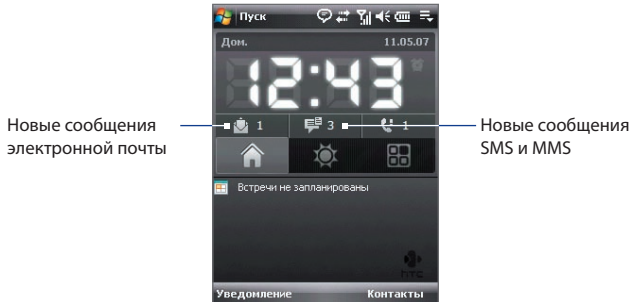 Пуск
Дом.
11.05.07
12:43
1
3
1
Новые сообщения
электронной почты
Новые сообщения
SMS и MMS
Встречи не запланированы
hTC
Уведомление
Контакты